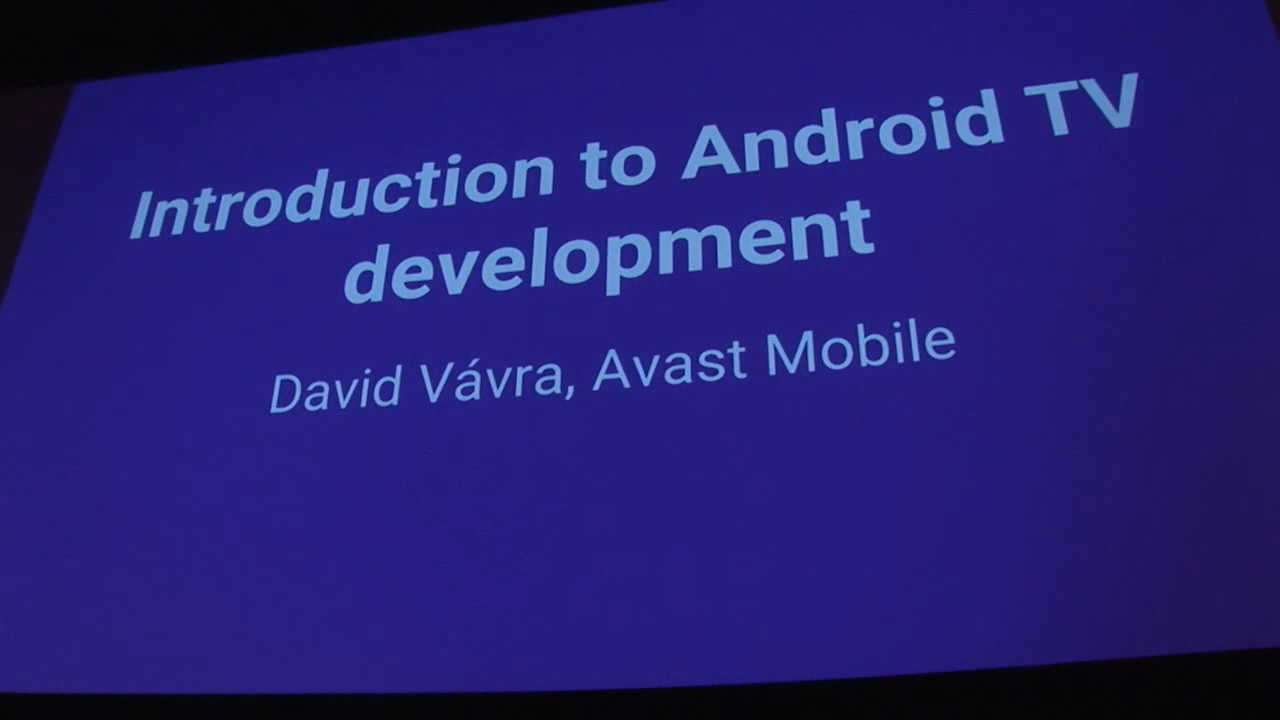 Introduction to Android TV
development
David Vávra, Avast Mobile